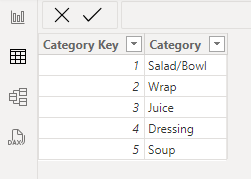 Category Key Category
1 Salad/Bowl
2 Wrap
3 Juice
4 Dressing
5 Soup
DAX